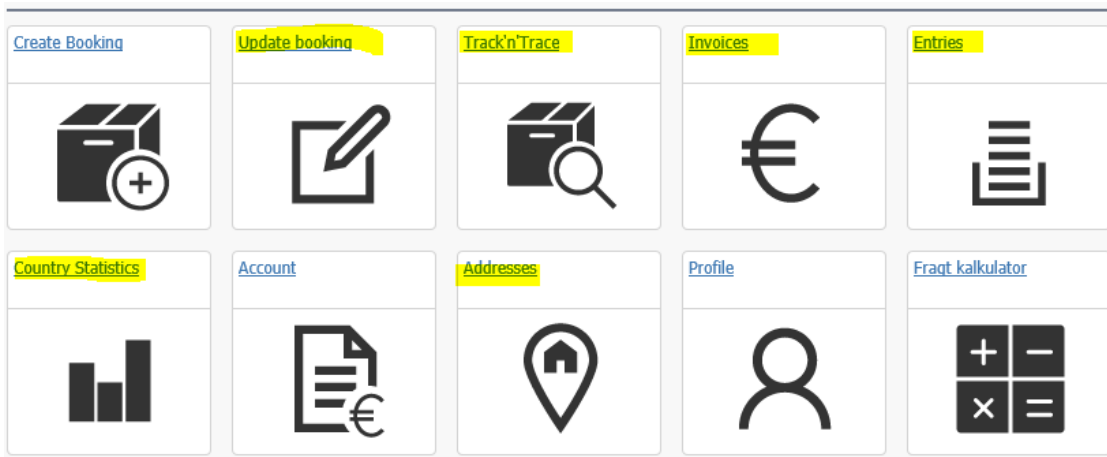 Create Booking
Update booking
Track'n'Trace
Invoices
Entries
Country Statistics
Account
Addresses
Profile
Fragt kalkulator